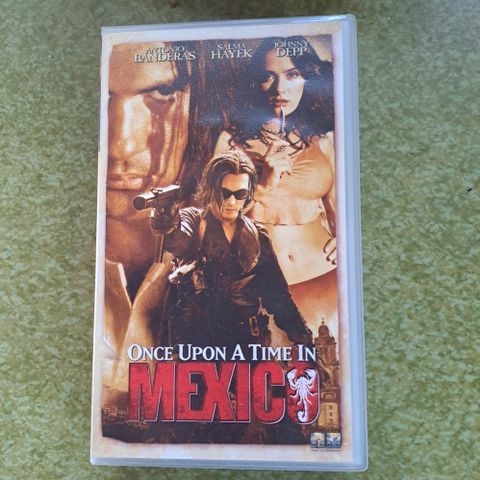 ANTONIO SALMA JOHNNY
BANDERAS HAYEK DEPP
ONCE UPON A TIME IN
MEXICO